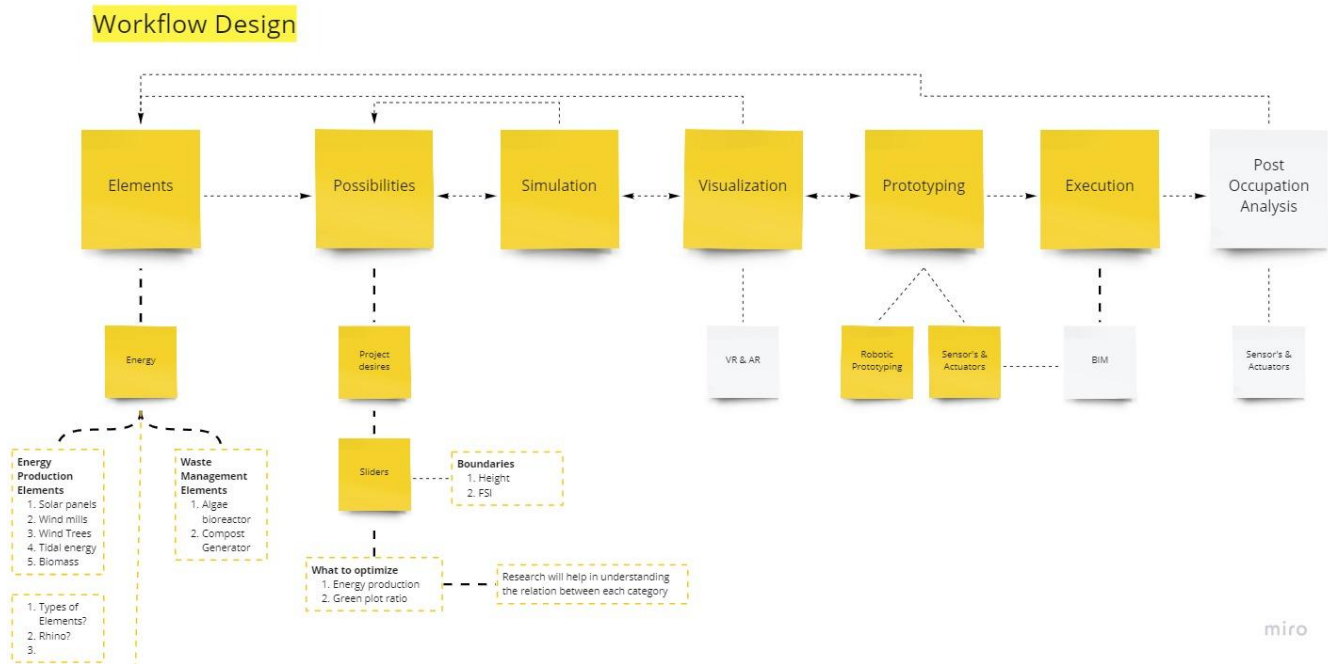 Workflow Design
Elements
Possibilities
Simulation
Visualization
Prototyping
Execution
Post
Occupation
Analysis
Energy
Project
desires
VR & AR
Robotic
Prototyping
Sensor's &
Actuators
BIM
Sensor's &
Actuators
Energy
Production
Elements
1. Solar panels
2. Wind mills
3. Wind Trees
4. Tidal energy
5. Biomass
Waste
Management
Elements
1. Algae
bioreactor
2. Compost
Generator
Sliders
Boundaries
1. Height
2. FSI
What to optimize
1. Energy production
2. Green plot ratio
Research will help in understanding
the relation between each category
1. Types of
Elements?
2. Rhino?
3.
miro